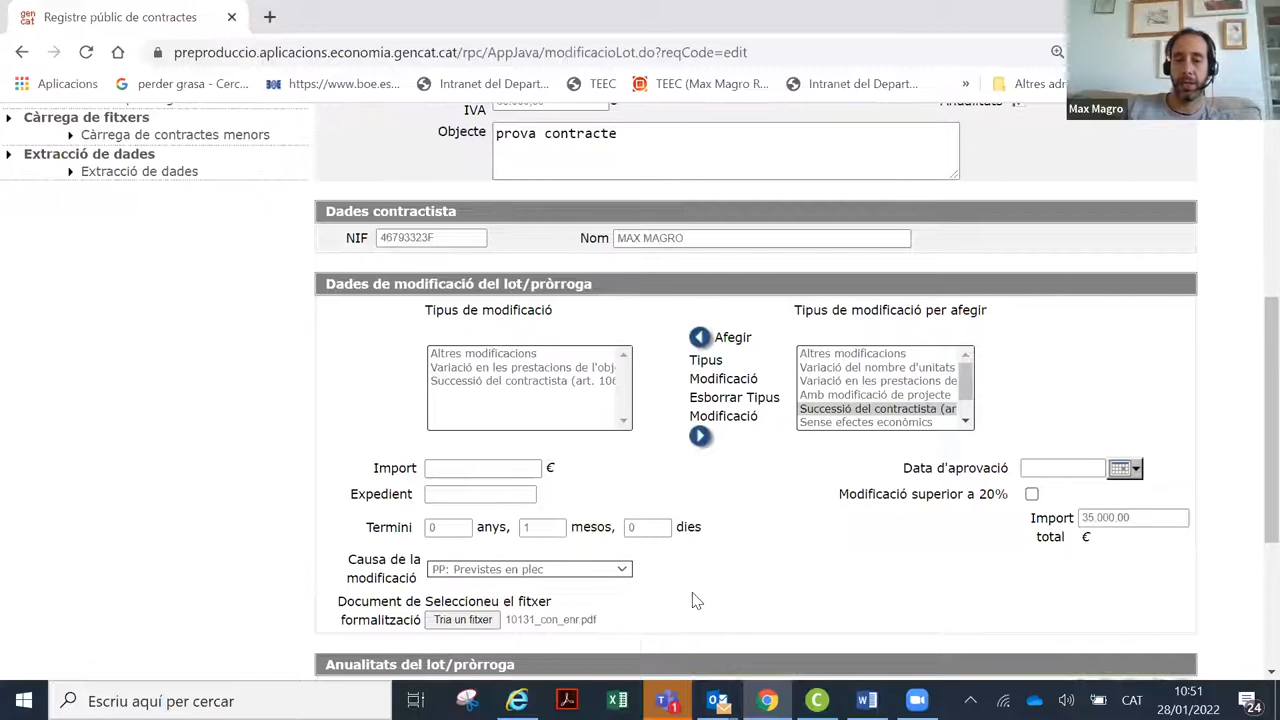 Registre públic de contractes
preproduccio.aplicacions.economia.gencat.cat/rpc/AppJava/modificacioLot.do?reqCode=edit
Aplicacions
perder grasa - Cerc...
https://www.boe.es...
Intranet del Depart...
TEEC
TEEC (Max Magro R...
Intranet del Depart...
»
Altres adr
Max Magro
Càrrega de fitxers
Càrrega de contractes menors
Extracció de dades
Extracció de dades
IVA
Objecte
prova contracte
Dades contractista
NIF 46793323F
Nom MAX MAGRO
Dades de modificació del lot/pròrroga
Tipus de modificació
Tipus de modificació per afegir
Altres modificacions
Variació en les prestacions de l'obj
Successió del contractista (art. 106
Afegir
Tipus
Modificació
Esborrar Tipus
Modificació
Altres modificacions
Variació del nombre d'unitats
Variació en les prestacions de
Amb modificació de projecte
Successió del contractista (ar
Sense efectes econòmics
Import €
Data d'aprovació
Expedient
Modificació superior a 20%
Termini 0 anys, 1 mesos, 0 dies
Import 35.000,00
total €
Causa de la
modificació
PP: Previstes en plec
Document de Seleccioneu el fitxer
formalització Tria un fitxer 10131_con_enr.pdf
Anualitats del lot/pròrroga
Escriu aquí per cercar
CAT
10:51
28/01/2022
24